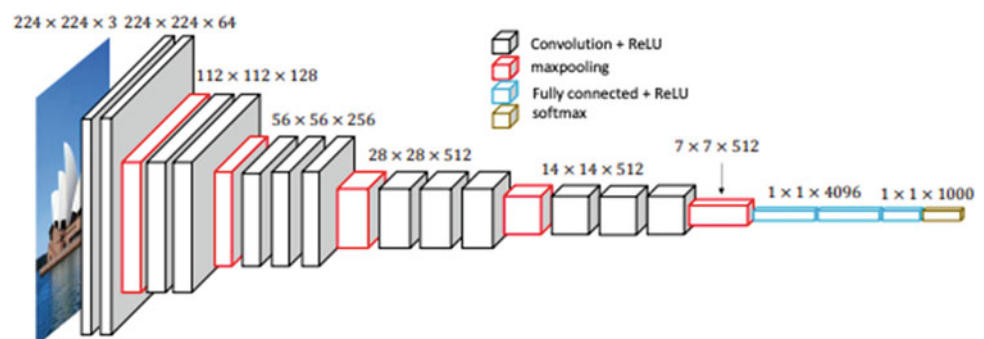 224 × 224 × 3 224 × 224 × 64
112 × 112 × 128
56 × 56 × 256
28 × 28 × 512
14 × 14 × 512
7 × 7 × 512
1 × 1 × 4096 1 × 1 × 1000
Convolution + ReLU
maxpooling
Fully connected + ReLU
softmax